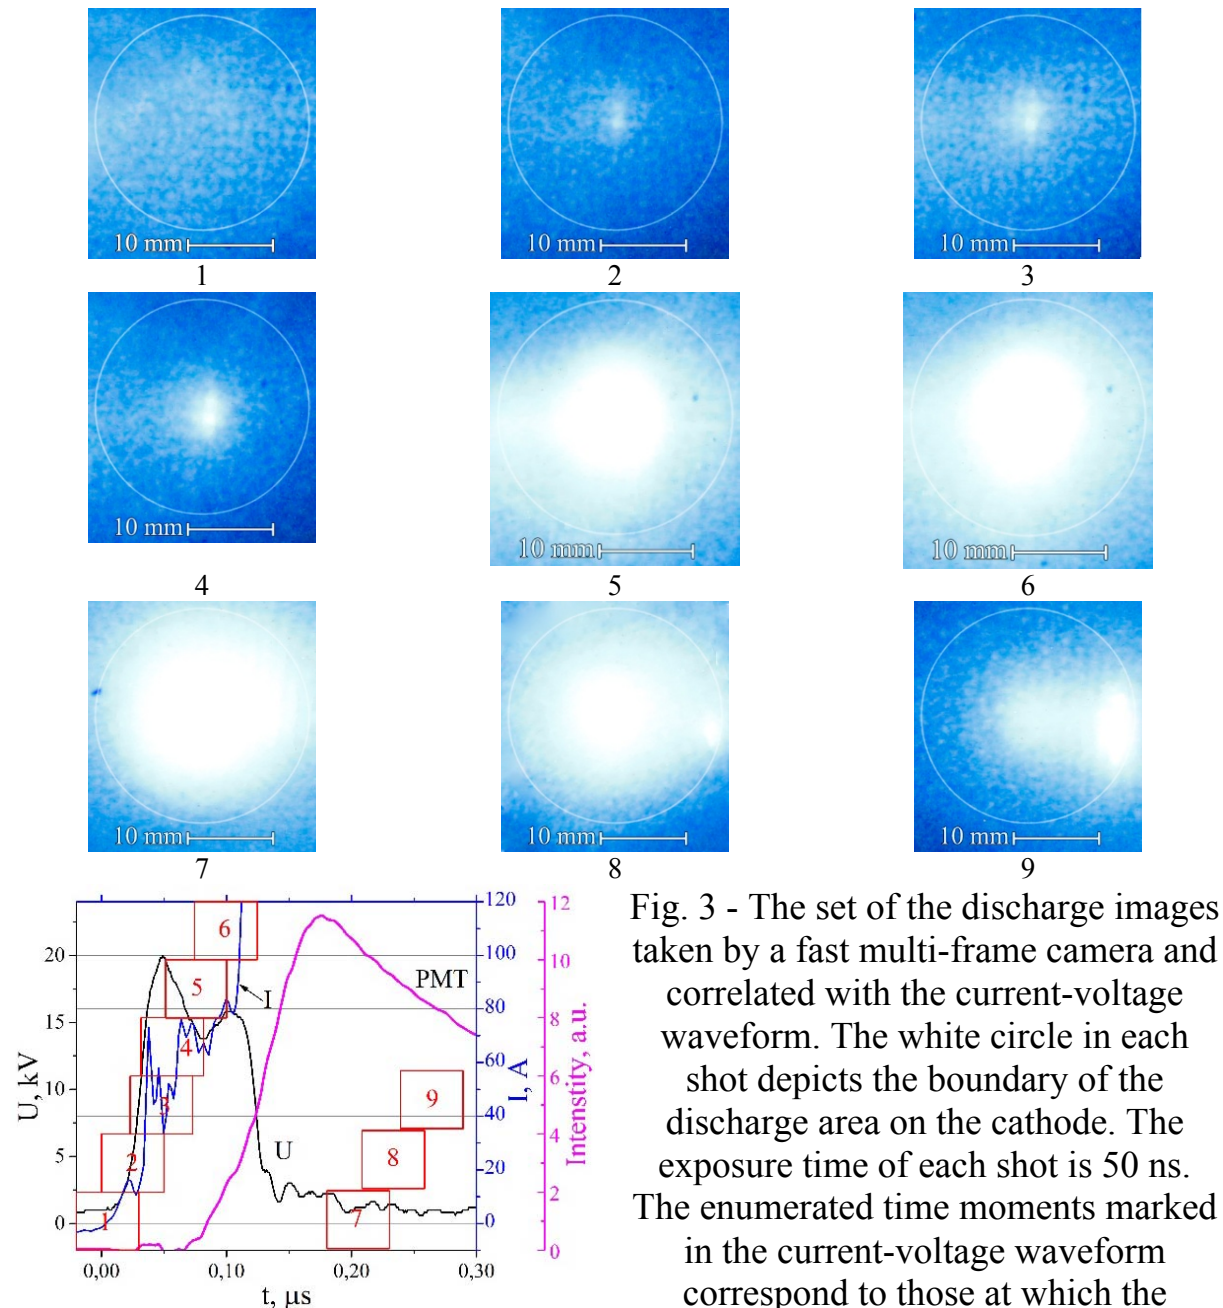 10 mm
10 mm
10 mm
1
2
3
10 mm
10 mm
10 mm
4
5
6
10 mm
10 mm
10 mm
7
8
9
Fig. 3 - The set of the discharge images
taken by a fast multi-frame camera and
correlated with the current-voltage
waveform. The white circle in each
shot depicts the boundary of the
discharge area on the cathode. The
exposure time of each shot is 50 ns.
The enumerated time moments marked
in the current-voltage waveform
correspond to those at which the
U, kV
20
15
10
5
0
0,00
0,10
0,20
0,30
t, µs
120
100
80
60
40
20
0
I, A
12
10
8
6
4
2
0
Intenstity, a.u.
1
2
3
4
5
6
7
8
9
I
U
PMT